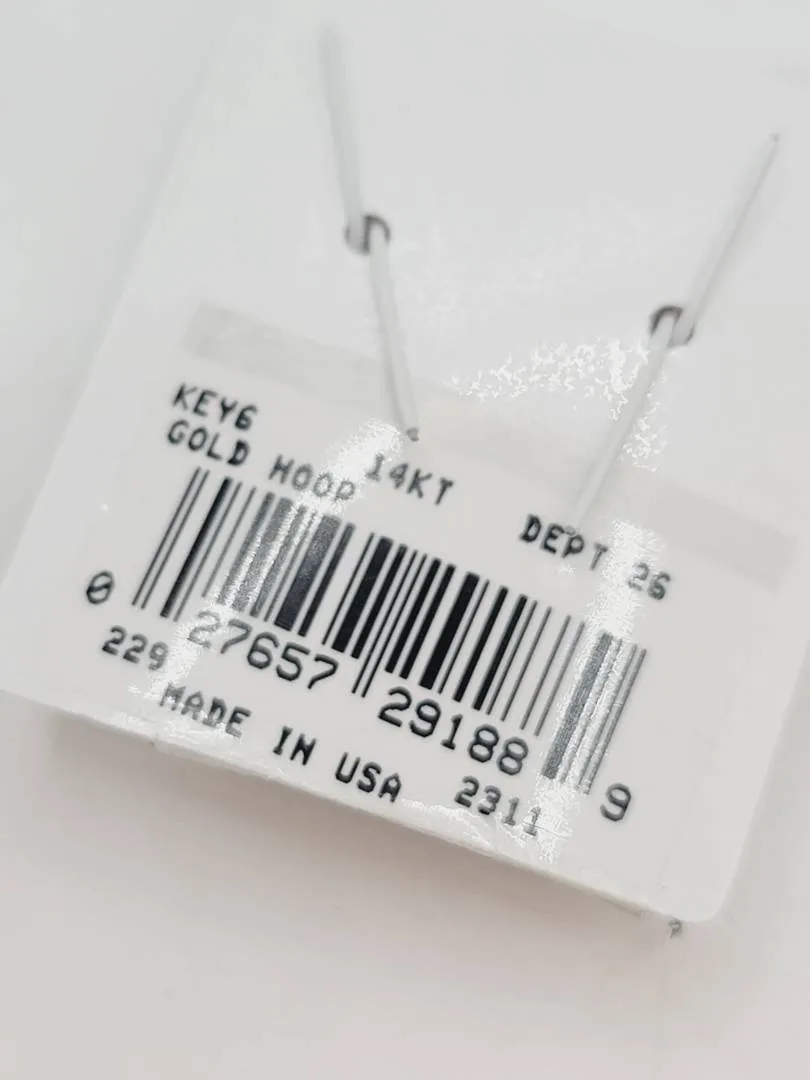 KEY6
GOLD HOOP 14KT DEPT 26
0 27657 29188 9
229
MADE IN USA 2311